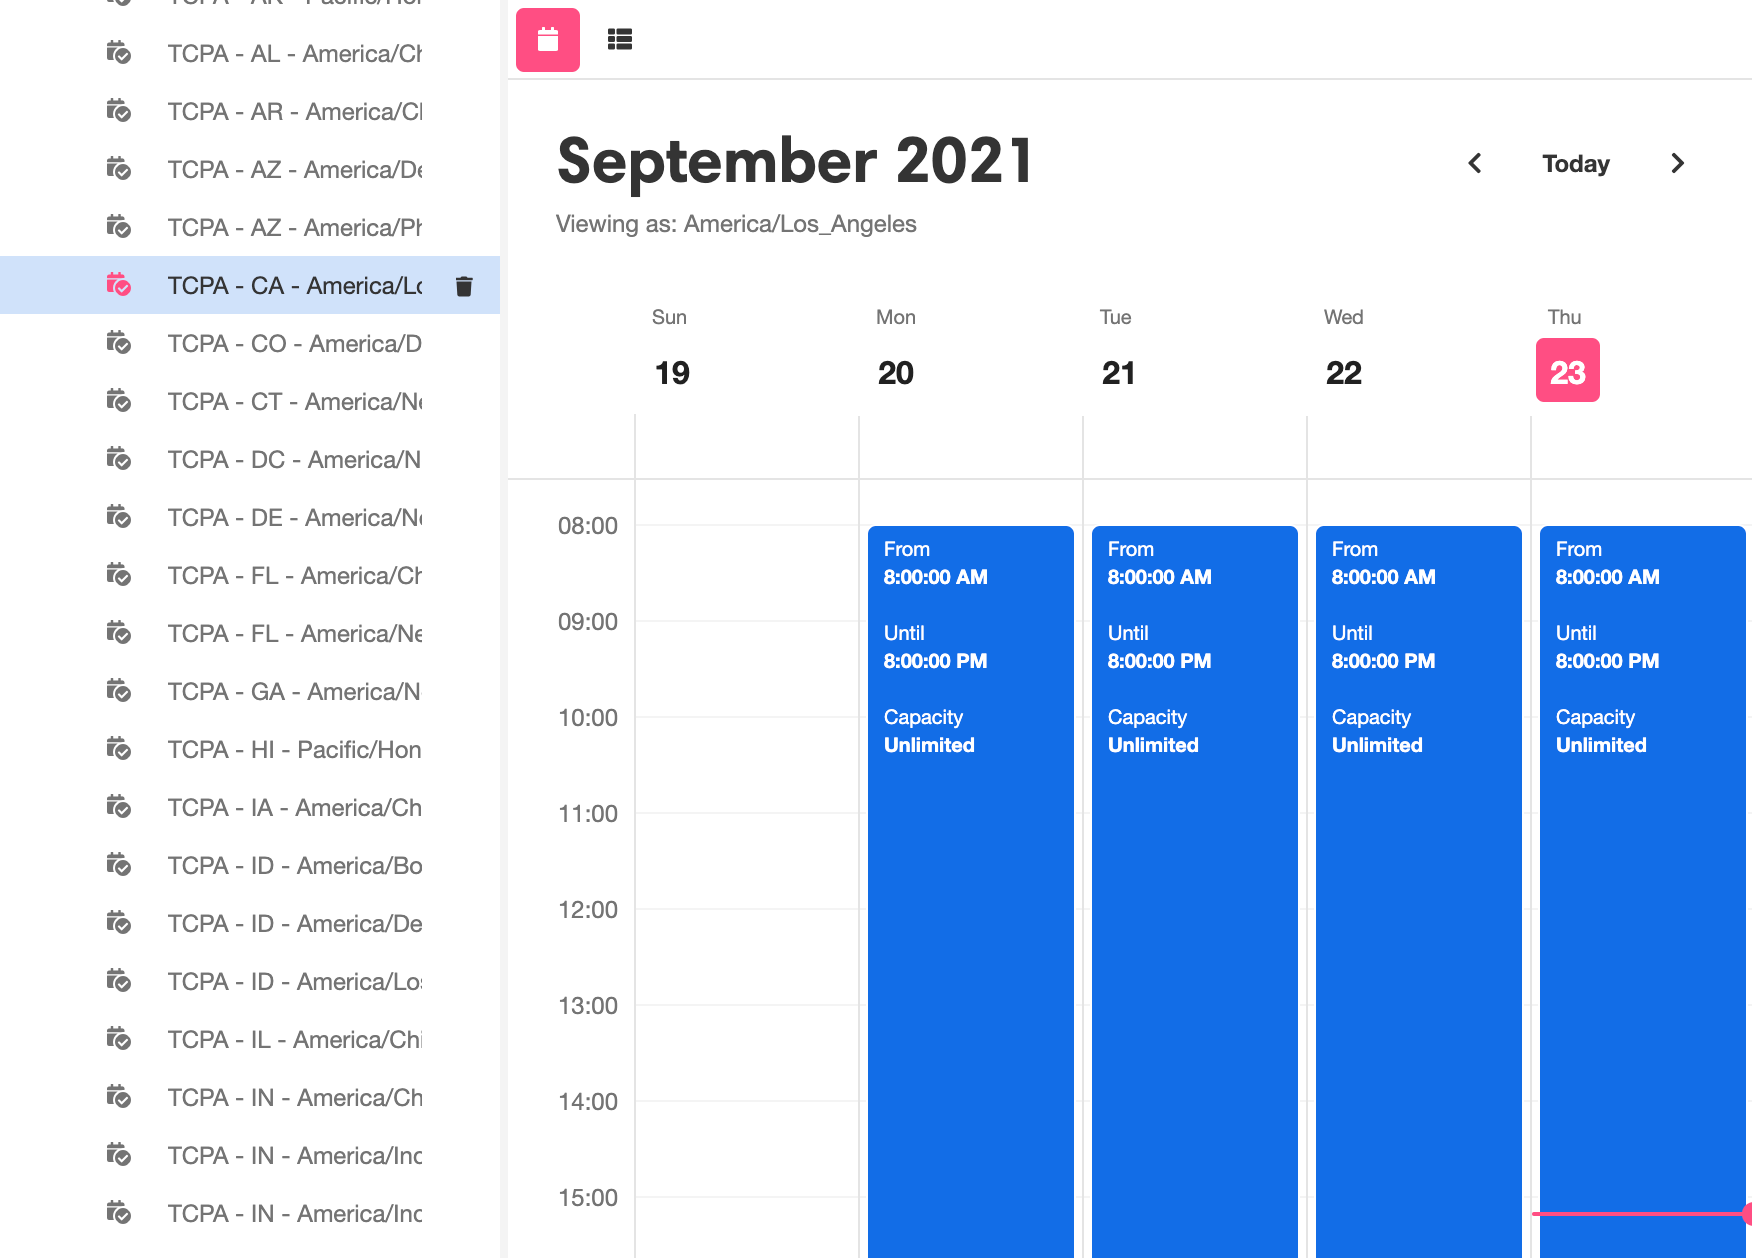 TCPA - AL - America/Ch
TCPA - AR - America/Cl
TCPA - AZ - America/De
TCPA - AZ - America/Ph
TCPA - CA - America/Lo
TCPA - CO - America/D
TCPA - CT - America/Ne
TCPA - DC - America/N
TCPA - DE - America/Ne
TCPA - FL - America/Ch
TCPA - FL - America/Ne
TCPA - GA - America/N
TCPA - HI - Pacific/Hon
TCPA - IA - America/Ch
TCPA - ID - America/Bo
TCPA - ID - America/De
TCPA - ID - America/Los
TCPA - IL - America/Chi
TCPA - IN - America/Ch
TCPA - IN - America/Inc
TCPA - IN - America/Inc
September 2021
Today
Viewing as: America/Los_Angeles
Sun Mon Tue Wed Thu
19 20 21 22 23
08:00
09:00
10:00
11:00
12:00
13:00
14:00
15:00
From
8:00:00 AM
Until
8:00:00 PM
Capacity
Unlimited
From
8:00:00 AM
Until
8:00:00 PM
Capacity
Unlimited
From
8:00:00 AM
Until
8:00:00 PM
Capacity
Unlimited
From
8:00:00 AM
Until
8:00:00 PM
Capacity
Unlimited